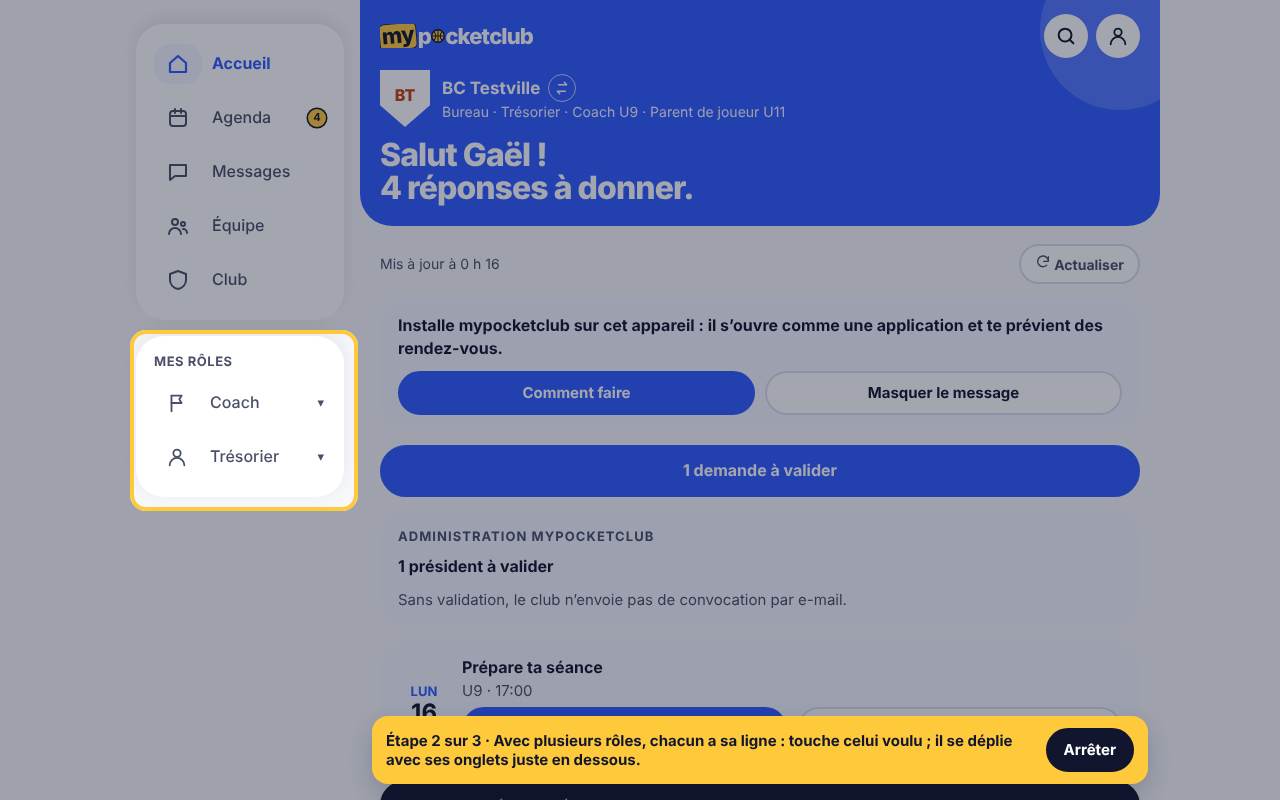 Accueil
Agenda
4
Messages
Équipe
Club
MES RÔLES
Coach
Trésorier
mypocketclub
BT
BC Testville
Bureau · Trésorier · Coach U9 · Parent de joueur U11
Salut Gaël !
4 réponses à donner.
Mis à jour à 0 h 16
Actualiser
Installe mypocketclub sur cet appareil : il s’ouvre comme une application et te prévient des
rendez-vous.
Comment faire
Masquer le message
1 demande à valider
ADMINISTRATION MYPOCKETCLUB
1 président à valider
Sans validation, le club n’envoie pas de convocation par e-mail.
Prépare ta séance
U9 · 17:00
LUN
16
Étape 2 sur 3 · Avec plusieurs rôles, chacun a sa ligne : touche celui voulu ; il se déplie
avec ses onglets juste en dessous.
Arrêter